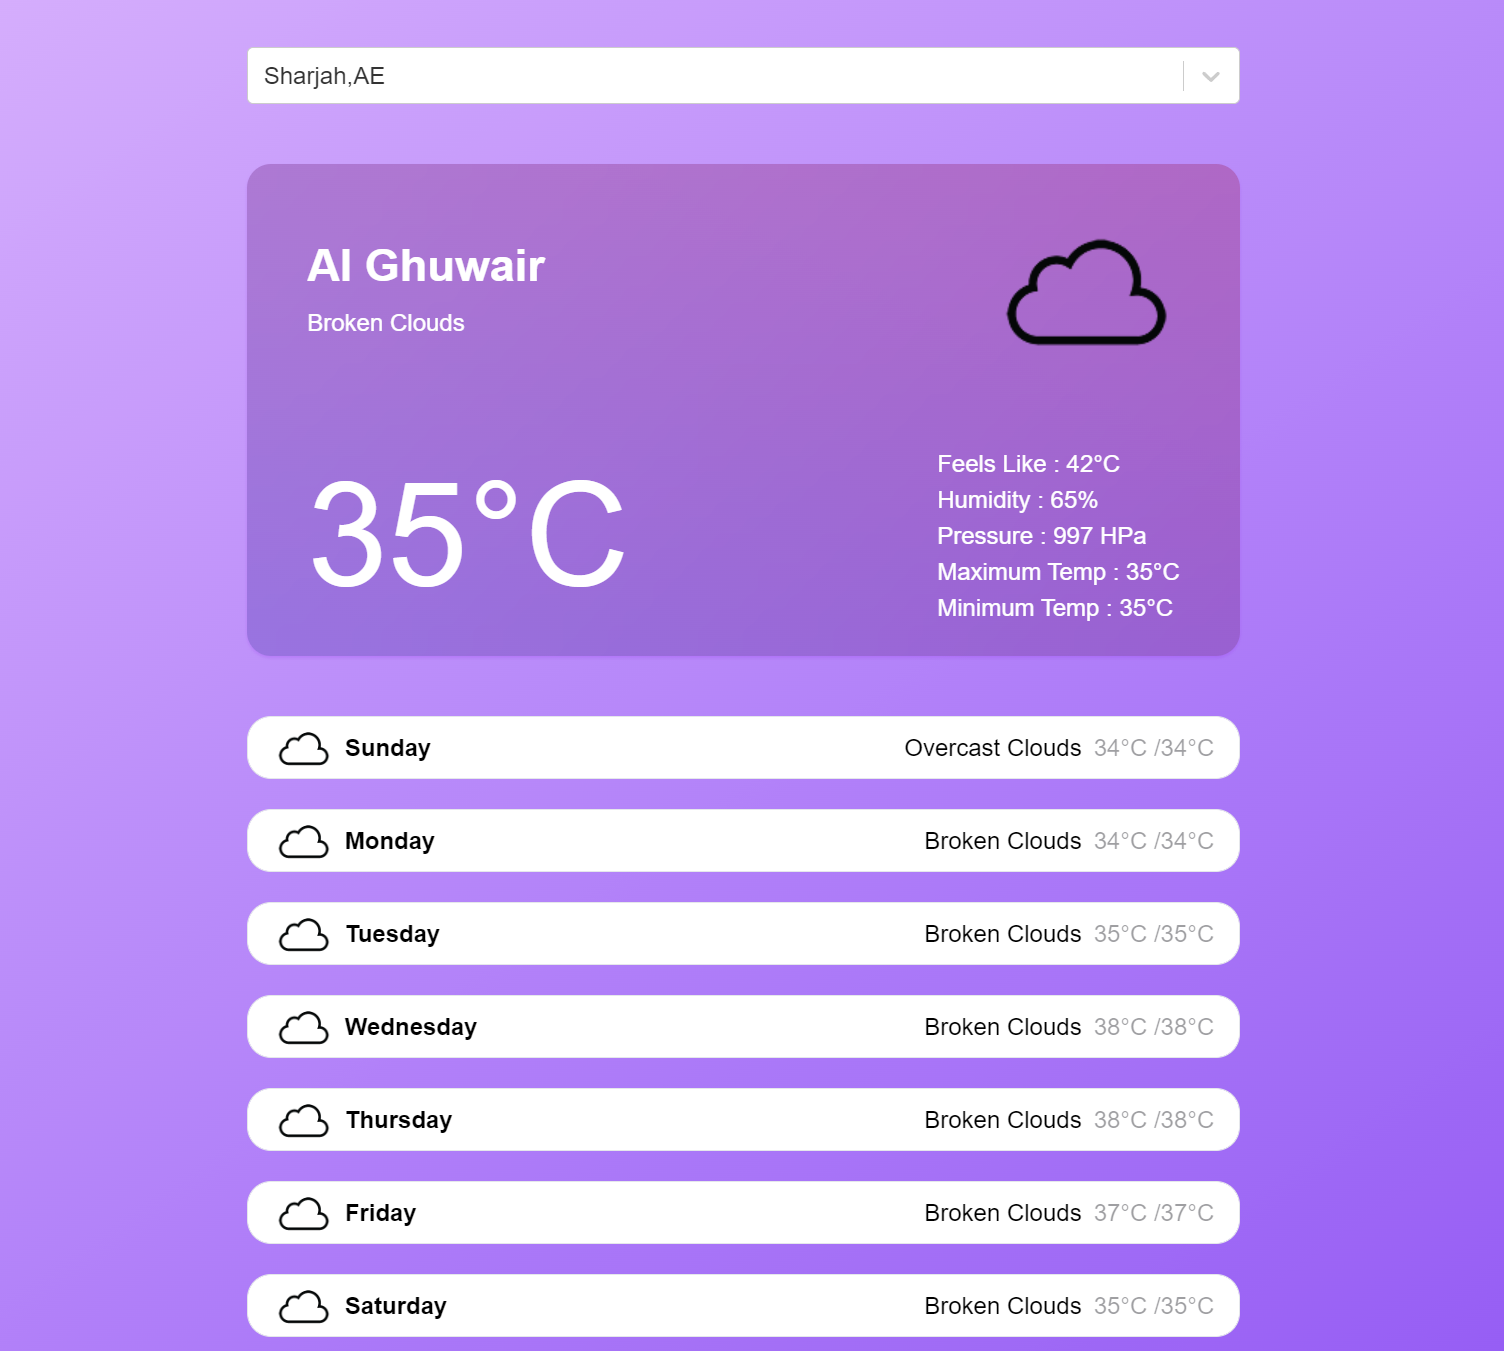 Sharjah,AE
Al Ghuwair
Broken Clouds
35°C
Feels Like : 42°C
Humidity : 65%
Pressure : 997 HPa
Maximum Temp : 35°C
Minimum Temp : 35°C
Sunday Overcast Clouds 34°C /34°C
Monday Broken Clouds 34°C /34°C
Tuesday Broken Clouds 35°C /35°C
Wednesday Broken Clouds 38°C /38°C
Thursday Broken Clouds 38°C /38°C
Friday Broken Clouds 37°C /37°C
Saturday Broken Clouds 35°C /35°C